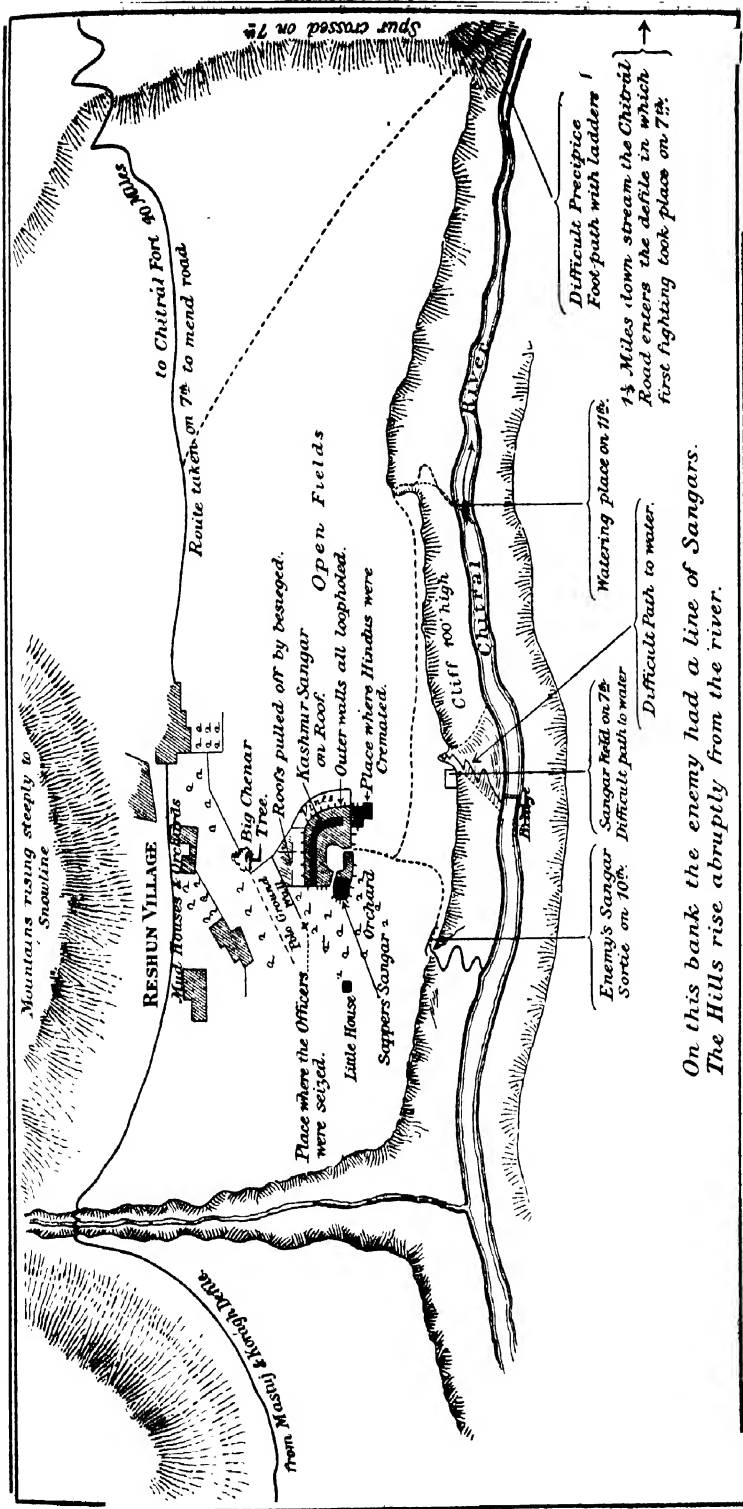 Spur crossed on 7th
Mountains rising steeply to
Snowline
to Chitrál Fort 40 Miles
Route taken on 7th to mend road
RESHUN VILLAGE
Mud Houses & Orchards
from Mastuj & Korágh Defile.
Big Chenar
Tree.
Polo Ground
Wall
Roofs pulled off by besieged.
Kashmir Sangar
on Roof.
Open Fields
Outer walls all loopholed.
Place where Hindus were
Cremated.
Place where the Officers
were seized.
Little House
Orchard
Sappers Sangar
Cliff 100' high
Chitral River
Bridge
Enemy's Sangar
Sortie on 10th.
Sangar held on 7th
Difficult path to water
Difficult Path to water.
Watering place on 11th.
Difficult Precipice
Foot-path with ladders
1½ Miles down stream the Chitrál
Road enters the defile in which
first fighting took place on 7th.
On this bank the enemy had a line of Sangars.
The Hills rise abruptly from the river.